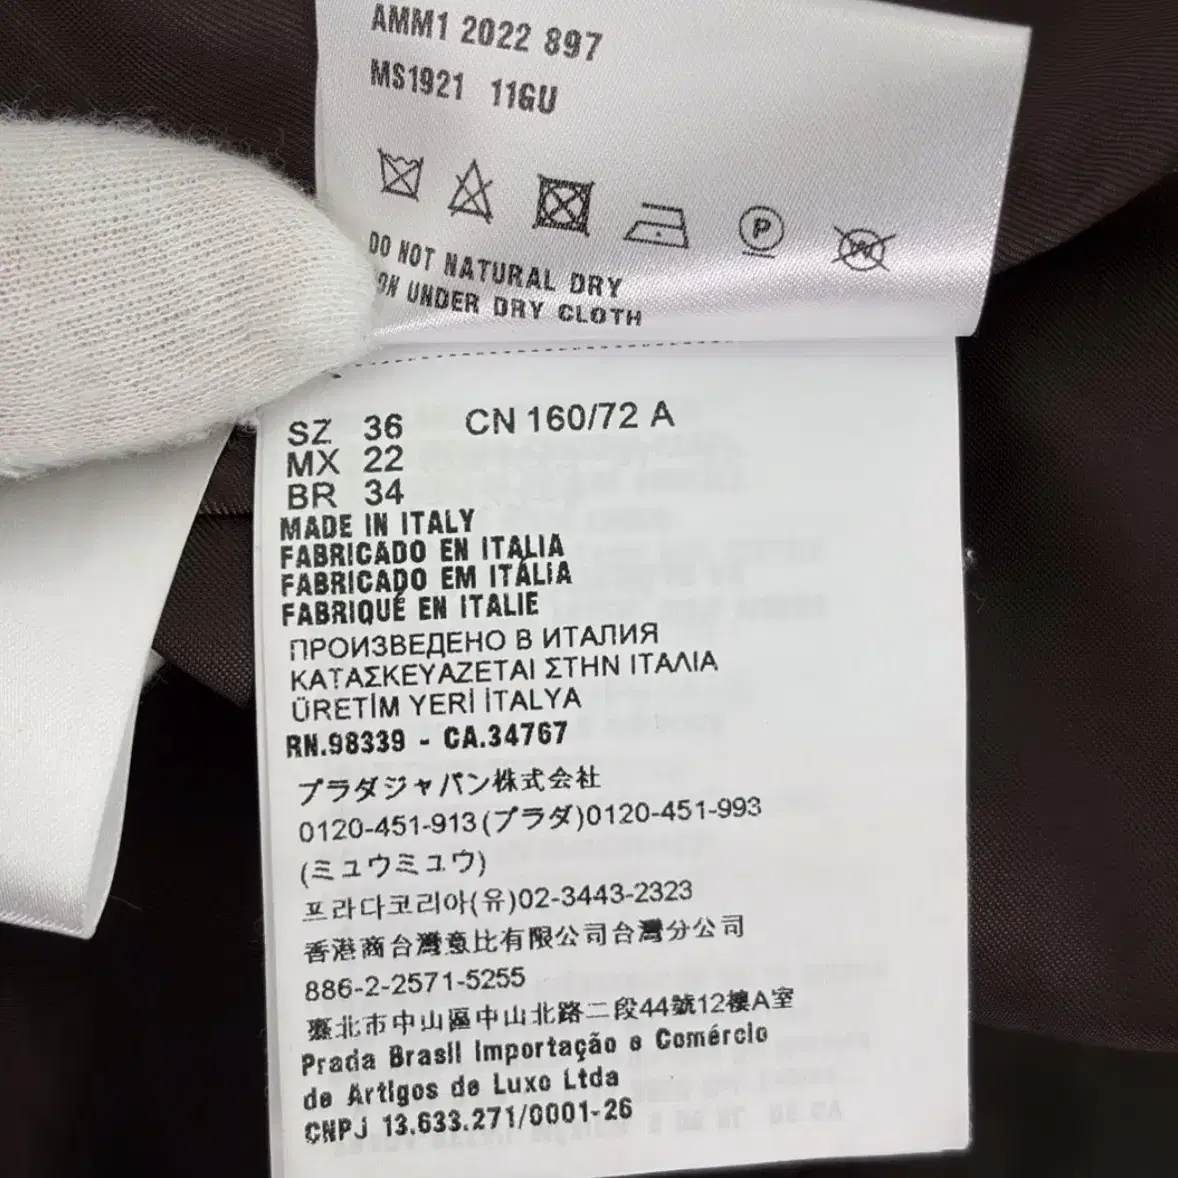 AMM1 2022 897
MS1921 11GU
P
W
DO NOT NATURAL DRY
UNDER DRY CLOTH
SZ 36 CN 160/72 A
MX 22
BR 34
MADE IN ITALY
FABRICADO EN ITALIA
FABRICADO EM ITÁLIA
FABRIQUÉ EN ITALIE
ПРОИЗВЕДЕНО В ИТАЛИЯ
ΚΑΤΑΣΚΕΥΑΖΕΤΑΙ ΣΤΗΝ ΙΤΑΛΙΑ
ÜRETİM YERİ İTALYA
RN.98339 - CA.34767
プラダジャパン株式会社
0120-451-913(プラダ)0120-451-993
(ミュウミュウ)
프라다코리아(유)02-3443-2323
香港商台灣意比有限公司台灣分公司
886-2-2571-5255
臺北市中山區中山北路二段44號12樓A室
Prada Brasil Importação e Comércio
de Artigos de Luxo Ltda
CNPJ 13.633.271/0001-26